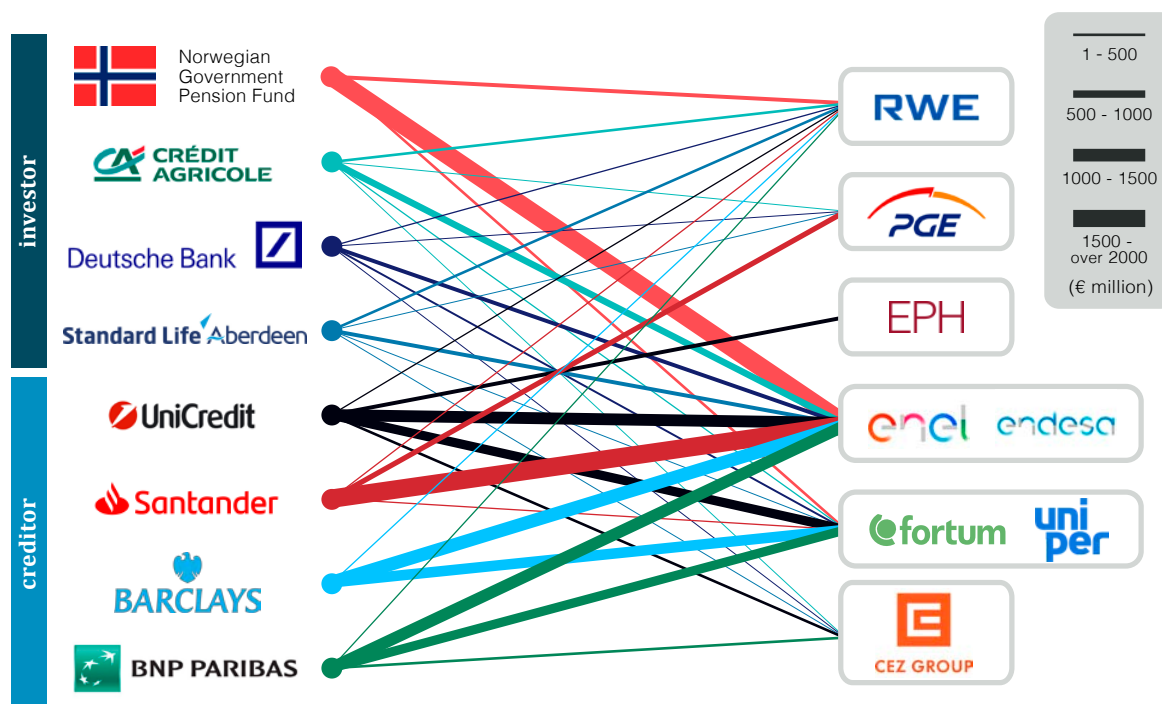 investor
Norwegian
Government
Pension Fund
CRÉDIT
AGRICOLE
Deutsche Bank
Standard Life Aberdeen
creditor
UniCredit
Santander
BARCLAYS
BNP PARIBAS
RWE
PGE
EPH
enel endesa
fortum uni
per
CEZ GROUP
1 - 500
500 - 1000
1000 - 1500
1500 -
over 2000
(€ million)